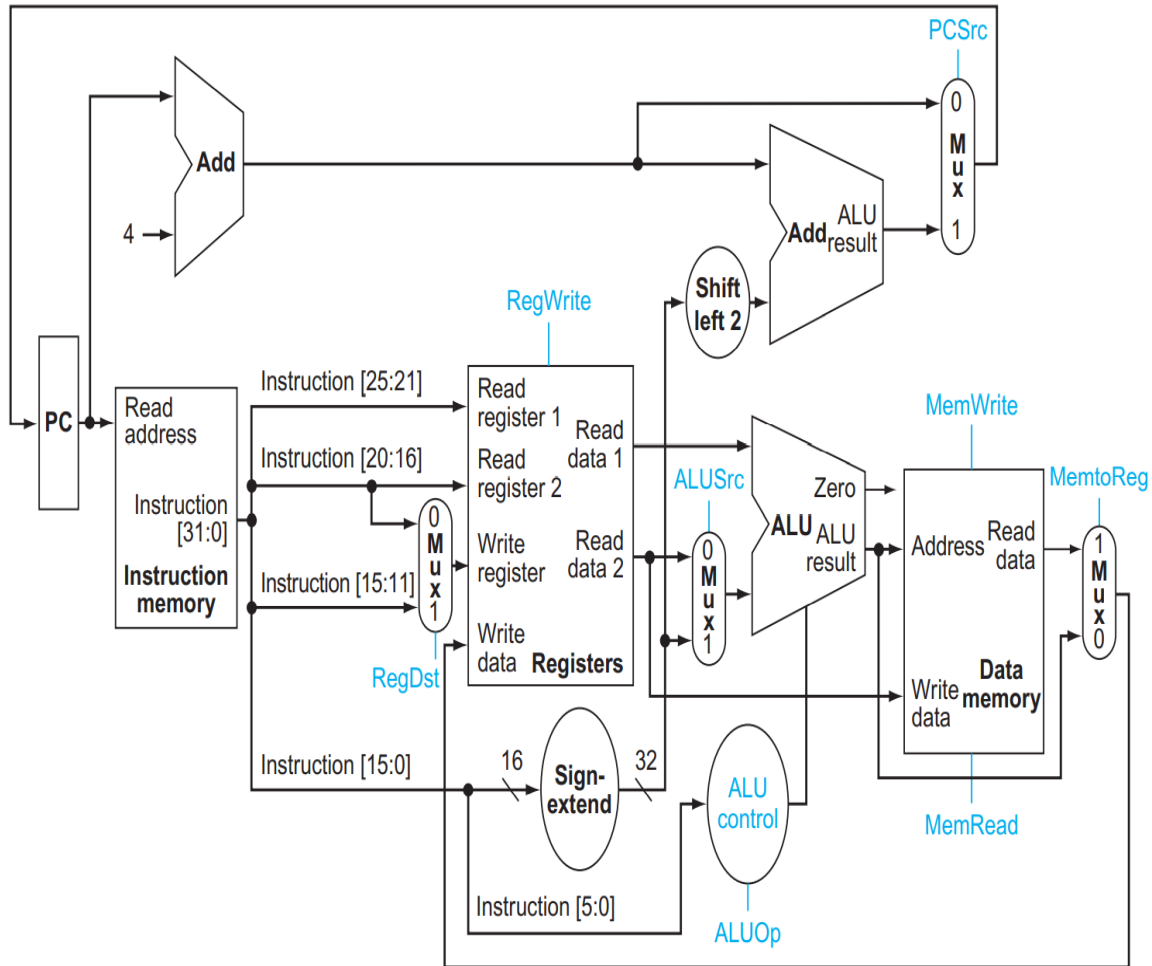 PCSrc
0
M
u
x
1
Add
4
Add
ALU
result
Shift
left 2
RegWrite
PC
Read
address
Instruction
[31:0]
Instruction
memory
Instruction [25:21]
Instruction [20:16]
Instruction [15:11]
0
M
u
x
1
RegDst
Read
register 1
Read
register 2
Write
register
Write
data
Read
data 1
Read
data 2
Registers
ALUSrc
0
M
u
x
1
Zero
ALU
ALU
result
MemWrite
Address
Read
data
Write
data
Data
memory
MemRead
MemtoReg
1
M
u
x
0
Instruction [15:0]
16
Sign-
extend
32
ALU
control
Instruction [5:0]
ALUOp